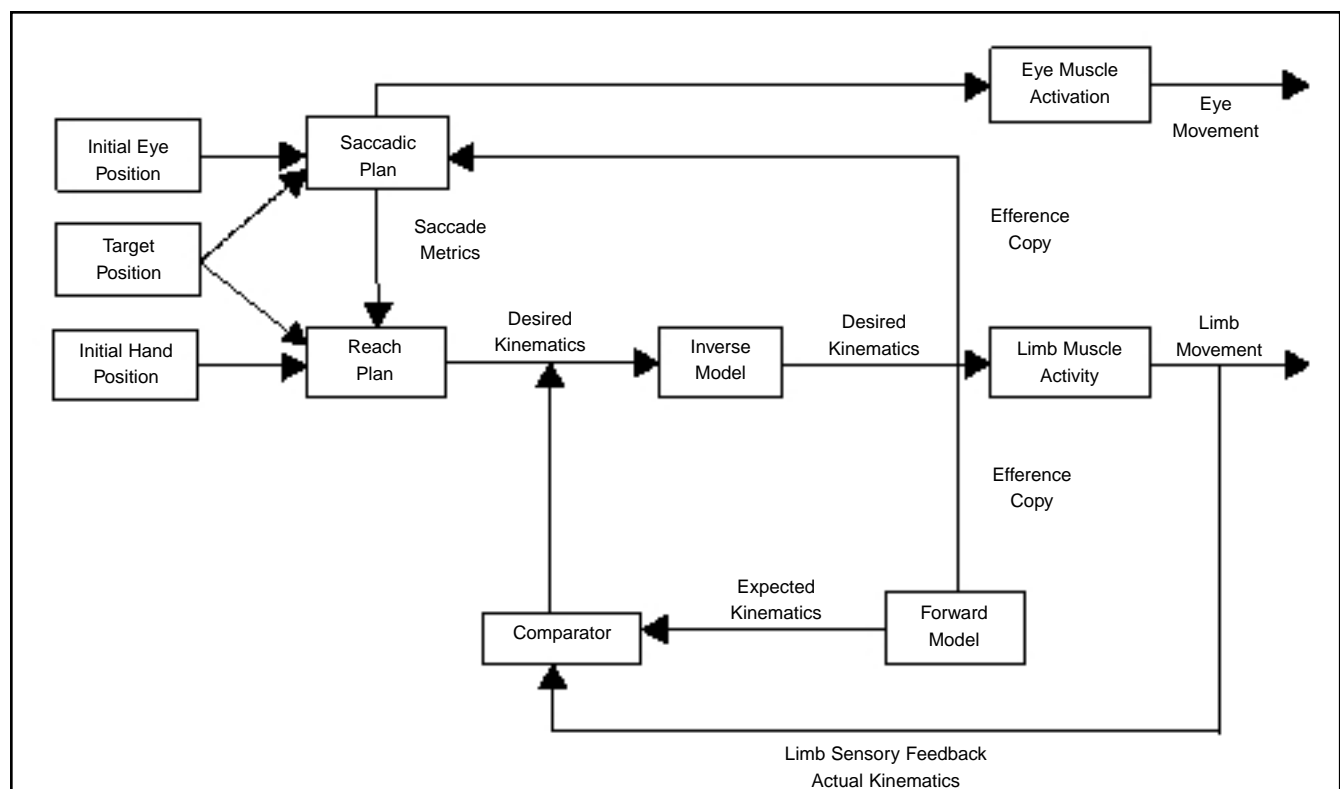 Eye Muscle
Activation
Eye
Movement
Saccadic
Plan
Initial Eye
Position
Efference
Copy
Saccade
Metrics
Target
Position
Desired
Kinematics
Desired
Kinematics
Limb
Movement
Initial Hand
Position
Reach
Plan
Inverse
Model
Limb Muscle
Activity
Efference
Copy
Expected
Kinematics
Forward
Model
Comparator
Limb Sensory Feedback
Actual Kinematics